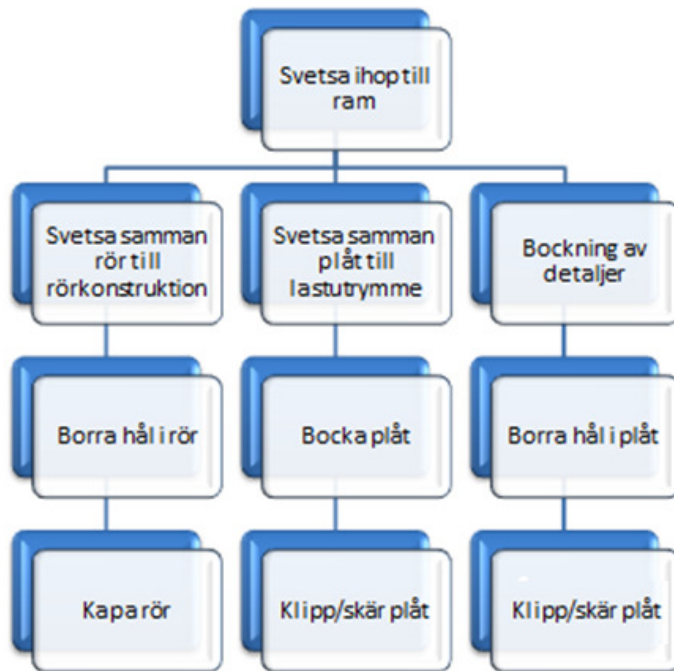 Svetsa ihop till
ram
Svetsa samman
rör till
rörkonstruktion
Svetsa samman
plåt till
lastutrymme
Bockning av
detaljer
Borra hål i rör
Bocka plåt
Borra hål i plåt
Kapa rör
Klipp/skär plåt
Klipp/skär plåt